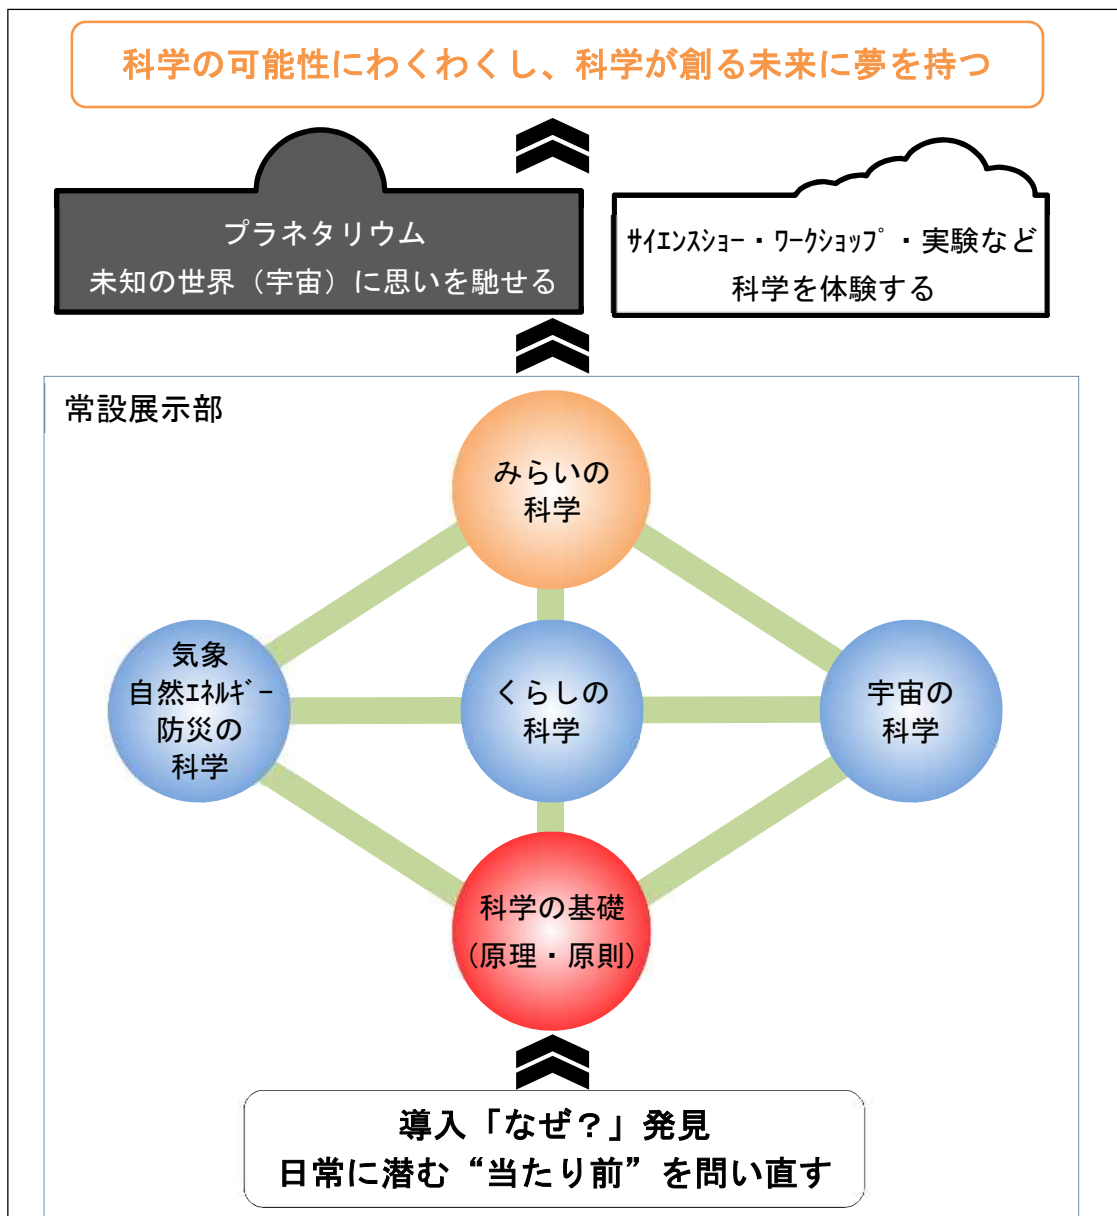 科学の可能性にわくわくし、科学が創る未来に夢を持つ
プラネタリウム
未知の世界（宇宙）に思いを馳せる
ｻｲｴﾝｽｼｮー・ﾜｰｸｼｮｯﾌﾟ・実験など
科学を体験する
常設展示部
みらいの
科学
気象
自然ｴﾈﾙｷﾞｰ
防災の
科学
くらしの
科学
宇宙の
科学
科学の基礎
(原理・原則)
導入「なぜ？」発見
日常に潜む“当たり前”を問い直す